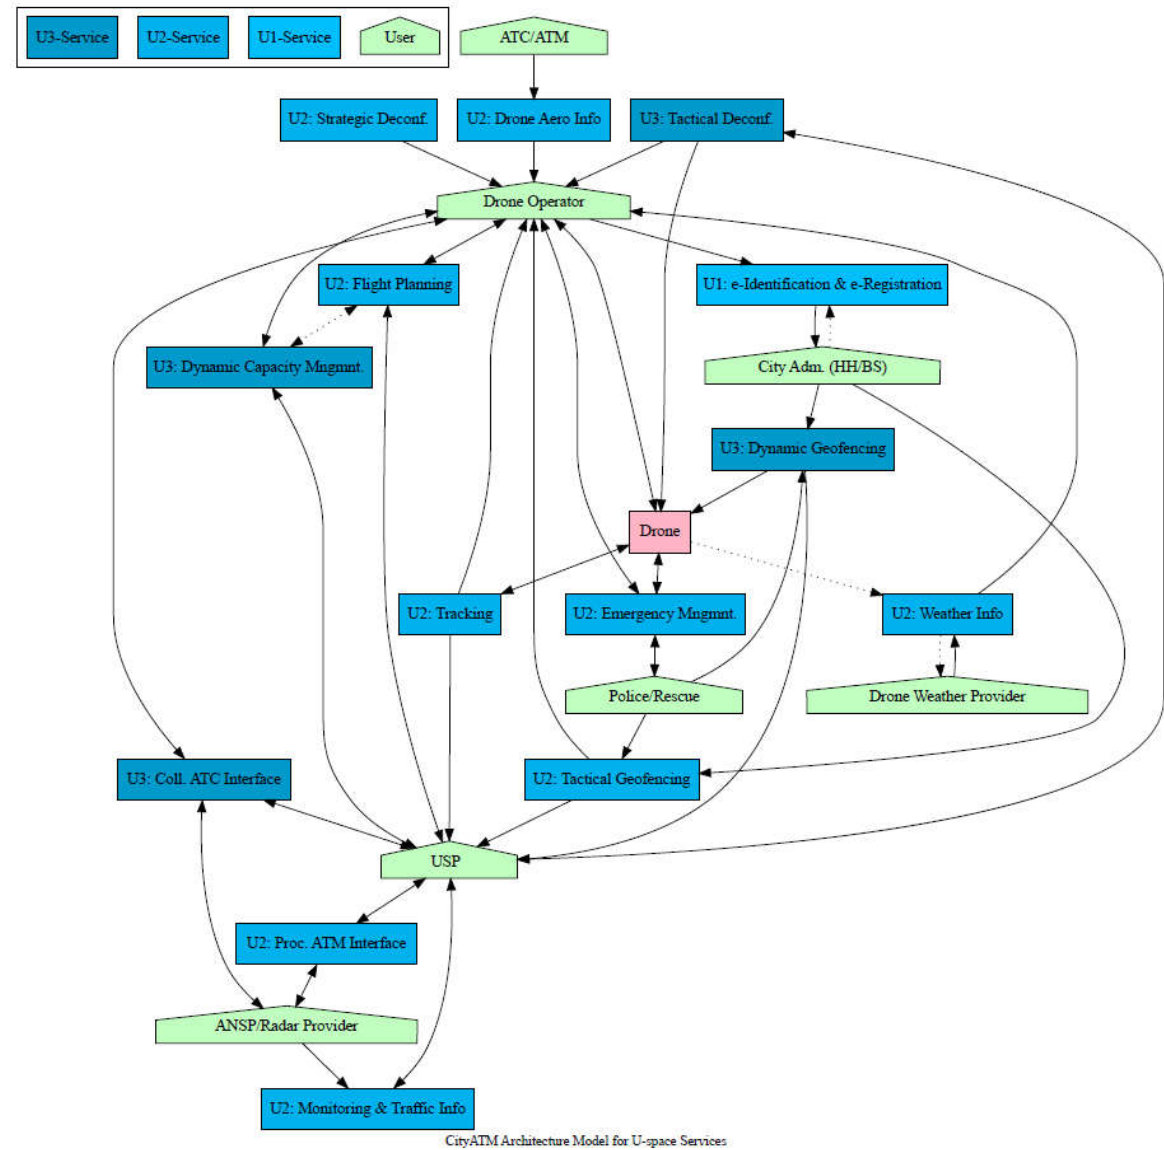 U3-Service
U2-Service
U1-Service
User
ATC/ATM
U2: Strategic Deconf.
U2: Drone Aero Info
U3: Tactical Deconf.
Drone Operator
U2: Flight Planning
U1: e-Identification & e-Registration
U3: Dynamic Capacity Mngmnt.
City Adm. (HH/BS)
U3: Dynamic Geofencing
Drone
U2: Tracking
U2: Emergency Mngmnt.
U2: Weather Info
Police/Rescue
Drone Weather Provider
U3: Coll. ATC Interface
U2: Tactical Geofencing
USP
U2: Proc. ATM Interface
ANSP/Radar Provider
U2: Monitoring & Traffic Info
CityATM Architecture Model for U-space Services